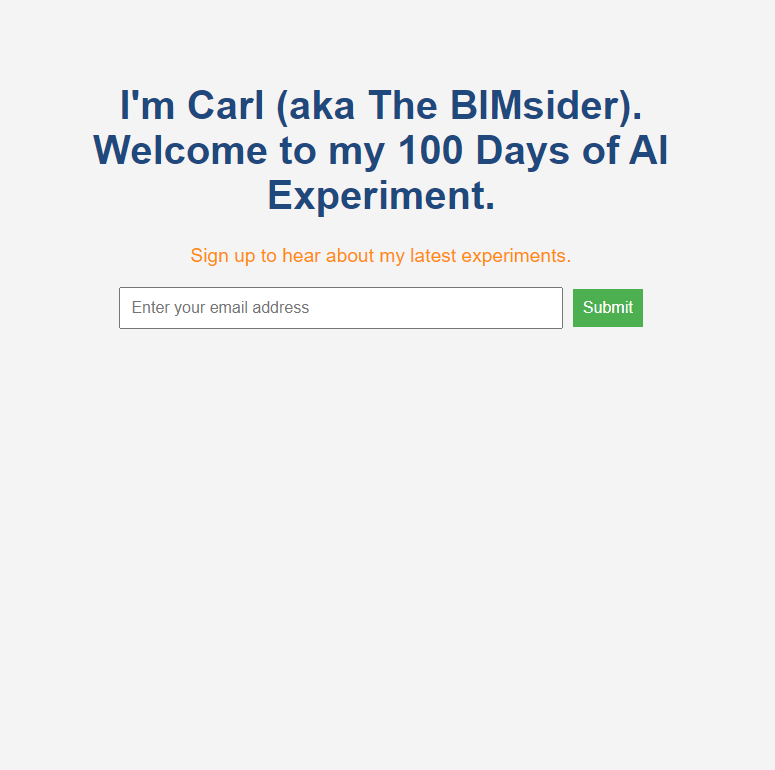 I'm Carl (aka The BIMsider).
Welcome to my 100 Days of AI
Experiment.
Sign up to hear about my latest experiments.
Enter your email address
Submit